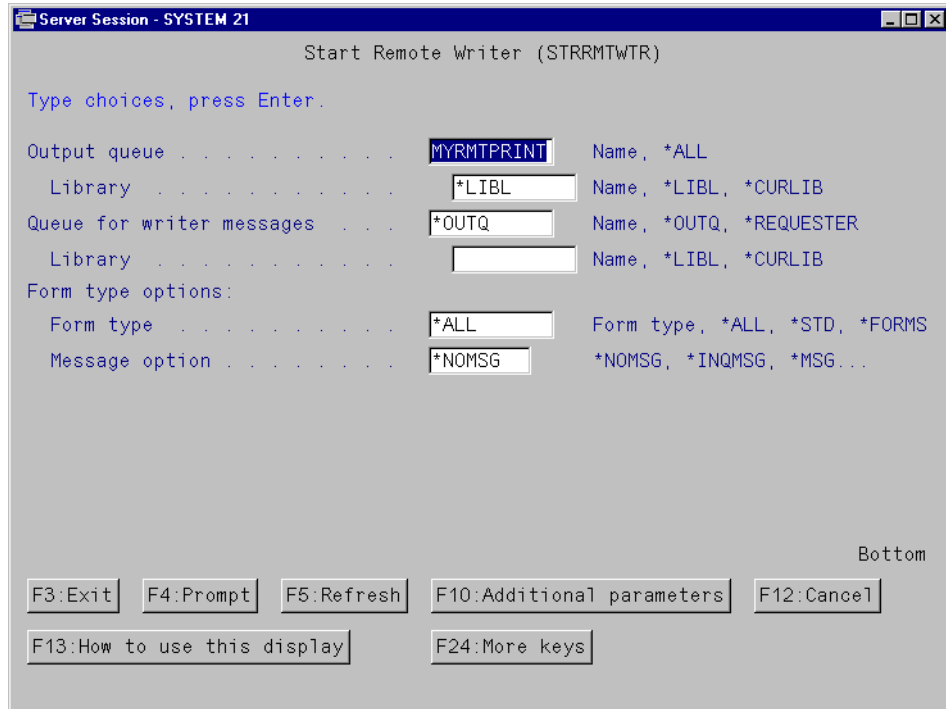 Server Session - SYSTEM 21
Start Remote Writer (STRRMTWTR)
Type choices, press Enter.
Output queue . . . . . . . . . . MYRMTPRINT Name, *ALL
Library . . . . . . . . . . . *LIBL Name, *LIBL, *CURLIB
Queue for writer messages . . . *OUTQ Name, *OUTQ, *REQUESTER
Library . . . . . . . . . . . Name, *LIBL, *CURLIB
Form type options:
Form type . . . . . . . . . . *ALL Form type, *ALL, *STD, *FORMS
Message option . . . . . . . . *NOMSG *NOMSG, *INQMSG, *MSG...
Bottom
F3:Exit F4:Prompt F5:Refresh F10:Additional parameters F12:Cancel
F13:How to use this display F24:More keys